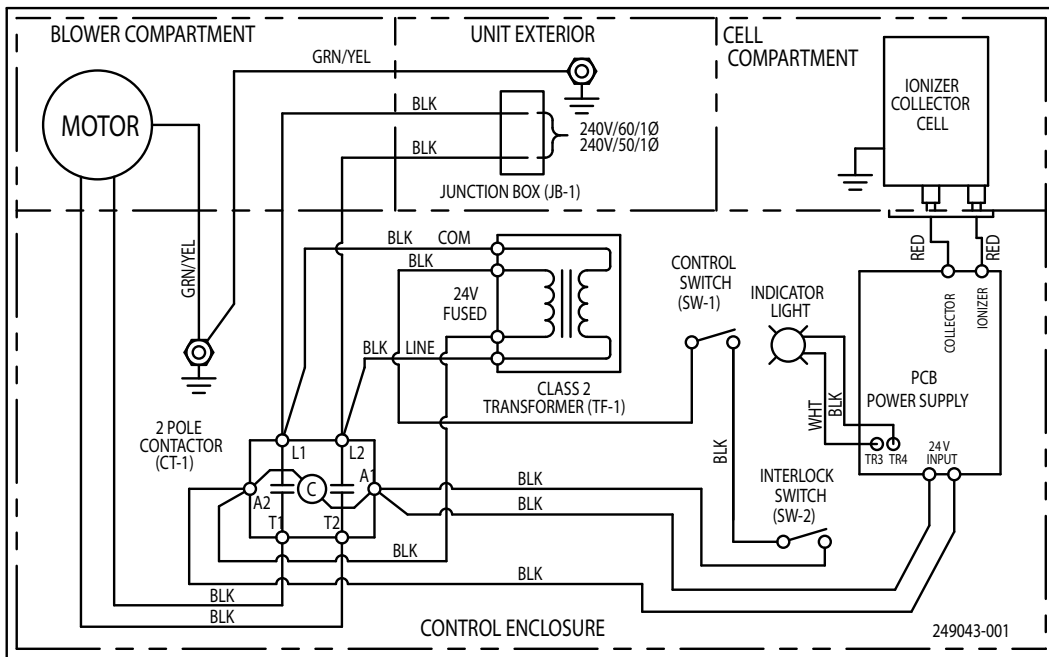 BLOWER COMPARTMENT
UNIT EXTERIOR
CELL
COMPARTMENT
GRN/YEL
MOTOR
BLK
BLK
240V/60/1Ø
240V/50/1Ø
JUNCTION BOX (JB-1)
IONIZER
COLLECTOR
CELL
GRN/YEL
BLK
COM
BLK
24V
FUSED
BLK
LINE
CLASS 2
TRANSFORMER (TF-1)
CONTROL
SWITCH
(SW-1)
INDICATOR
LIGHT
RED
RED
COLLECTOR
IONIZER
PCB
POWER SUPPLY
WHT
BLK
TR3
TR4
24 V
INPUT
2 POLE
CONTACTOR
(CT-1)
L1
L2
A1
A2
C
T1
T2
BLK
INTERLOCK
SWITCH
(SW-2)
BLK
BLK
BLK
BLK
BLK
BLK
CONTROL ENCLOSURE
249043-001